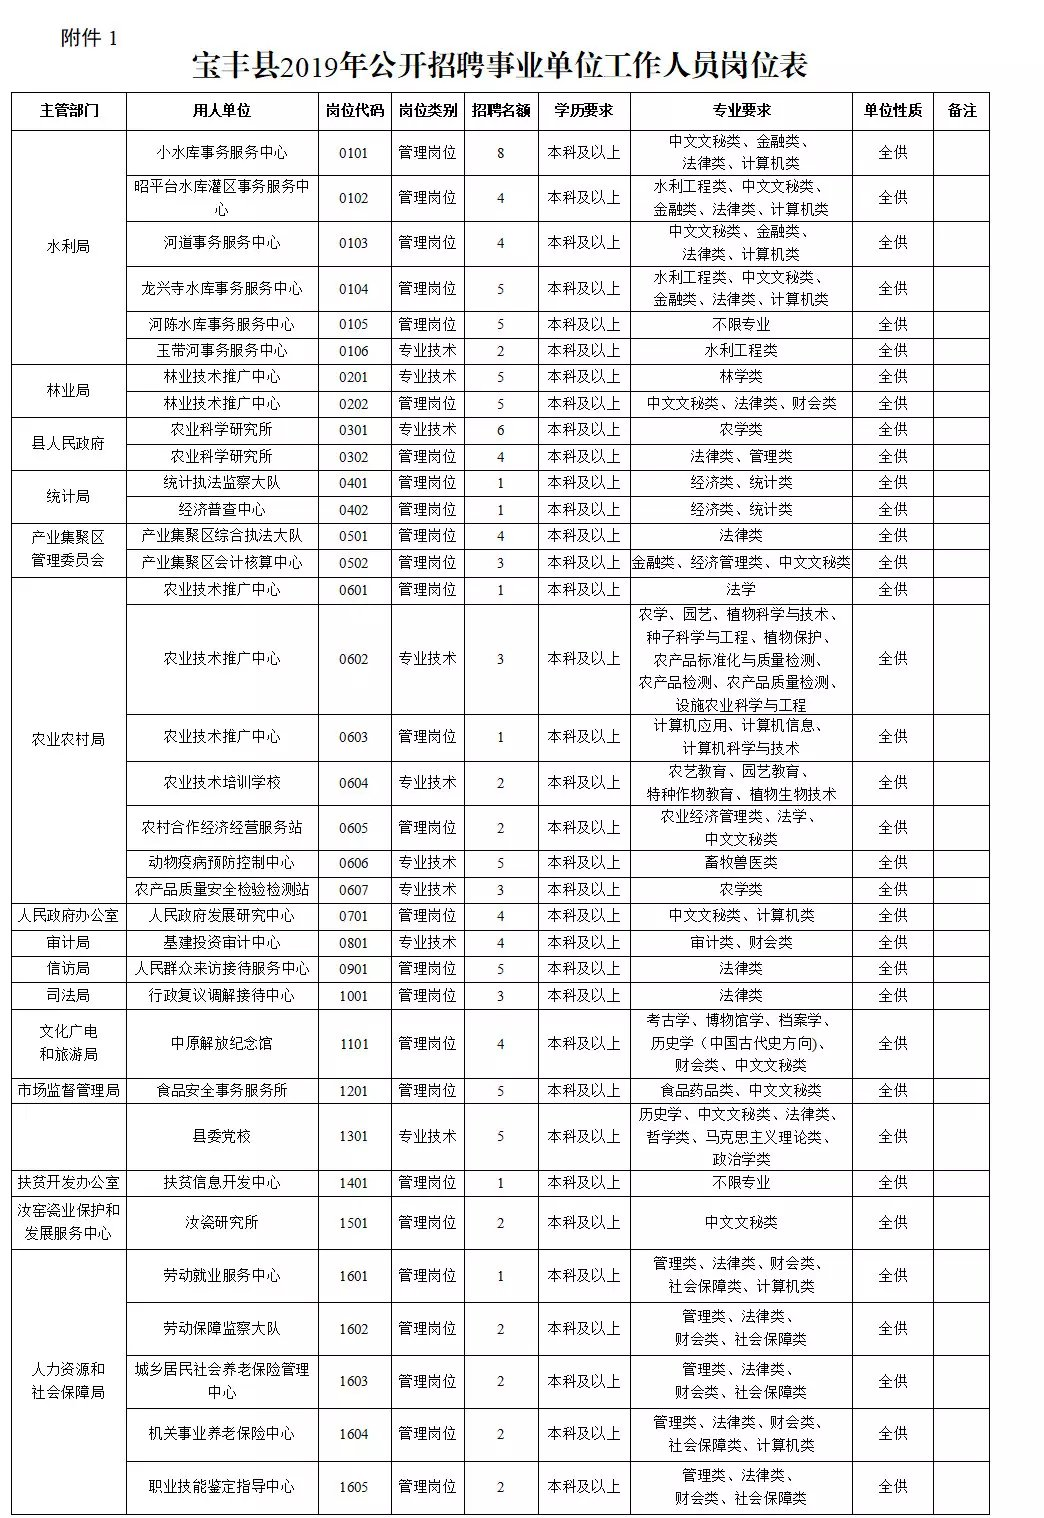 附件 1
宝丰县2019年公开招聘事业单位工作人员岗位表
主管部门 用人单位 岗位代码 岗位类别 招聘名额 学历要求 专业要求 单位性质 备注
水利局
小水库事务服务中心 0101 管理岗位 8 本科及以上 中文文秘类、金融类、
法律类、计算机类 全供
昭平台水库灌区事务服务中
心 0102 管理岗位 4 本科及以上 水利工程类、中文文秘类、
金融类、法律类、计算机类 全供
河道事务服务中心 0103 管理岗位 4 本科及以上 中文文秘类、金融类、
法律类、计算机类 全供
龙兴寺水库事务服务中心 0104 管理岗位 5 本科及以上 水利工程类、中文文秘类、
金融类、法律类、计算机类 全供
河陈水库事务服务中心 0105 管理岗位 5 本科及以上 不限专业 全供
玉带河事务服务中心 0106 专业技术 2 本科及以上 水利工程类 全供
林业局
林业技术推广中心 0201 专业技术 5 本科及以上 林学类 全供
林业技术推广中心 0202 管理岗位 5 本科及以上 中文文秘类、法律类、财会类 全供
县人民政府
农业科学研究所 0301 专业技术 6 本科及以上 农学类 全供
农业科学研究所 0302 管理岗位 4 本科及以上 法律类、管理类 全供
统计局
统计执法监察大队 0401 管理岗位 1 本科及以上 经济类、统计类 全供
经济普查中心 0402 管理岗位 1 本科及以上 经济类、统计类 全供
产业集聚区
管理委员会
产业集聚区综合执法大队 0501 管理岗位 4 本科及以上 法律类 全供
产业集聚区会计核算中心 0502 管理岗位 3 本科及以上 金融类、经济管理类、中文文秘类 全供
农业农村局
农业技术推广中心 0601 管理岗位 1 本科及以上 法学 全供
农业技术推广中心 0602 专业技术 3 本科及以上 农学、园艺、植物科学与技术、
种子科学与工程、植物保护、
农产品标准化与质量检测、
农产品检测、农产品质量检测、
设施农业科学与工程 全供
农业技术推广中心 0603 管理岗位 1 本科及以上 计算机应用、计算机信息、
计算机科学与技术 全供
农业技术培训学校 0604 专业技术 2 本科及以上 农艺教育、园艺教育、
特种作物教育、植物生物技术 全供
农村合作经济经营服务站 0605 管理岗位 2 本科及以上 农业经济管理类、法学、
中文文秘类 全供
动物疫病预防控制中心 0606 专业技术 5 本科及以上 畜牧兽医类 全供
农产品质量安全检验检测站 0607 专业技术 3 本科及以上 农学类 全供
人民政府办公室 人民政府发展研究中心 0701 管理岗位 4 本科及以上 中文文秘类、计算机类 全供
审计局 基建投资审计中心 0801 专业技术 4 本科及以上 审计类、财会类 全供
信访局 人民群众来访接待服务中心 0901 管理岗位 5 本科及以上 法律类 全供
司法局 行政复议调解接待中心 1001 管理岗位 3 本科及以上 法律类 全供
文化广电
和旅游局 中原解放纪念馆 1101 管理岗位 4 本科及以上 考古学、博物馆学、档案学、
历史学（中国古代史方向)、
财会类、中文文秘类 全供
市场监督管理局 食品安全事务服务所 1201 管理岗位 5 本科及以上 食品药品类、中文文秘类 全供
县委党校 1301 专业技术 5 本科及以上 历史学、中文文秘类、法律类、
哲学类、马克思主义理论类、
政治学类 全供
扶贫开发办公室 扶贫信息开发中心 1401 管理岗位 1 本科及以上 不限专业 全供
汝窑瓷业保护和
发展服务中心 汝瓷研究所 1501 管理岗位 2 本科及以上 中文文秘类 全供
人力资源和
社会保障局
劳动就业服务中心 1601 管理岗位 1 本科及以上 管理类、法律类、财会类、
社会保障类、计算机类 全供
劳动保障监察大队 1602 管理岗位 2 本科及以上 管理类、法律类、
财会类、社会保障类 全供
城乡居民社会养老保险管理
中心 1603 管理岗位 2 本科及以上 管理类、法律类、
财会类、社会保障类 全供
机关事业养老保险中心 1604 管理岗位 2 本科及以上 管理类、法律类、财会类、
社会保障类、计算机类 全供
职业技能鉴定指导中心 1605 管理岗位 2 本科及以上 管理类、法律类、
财会类、社会保障类 全供